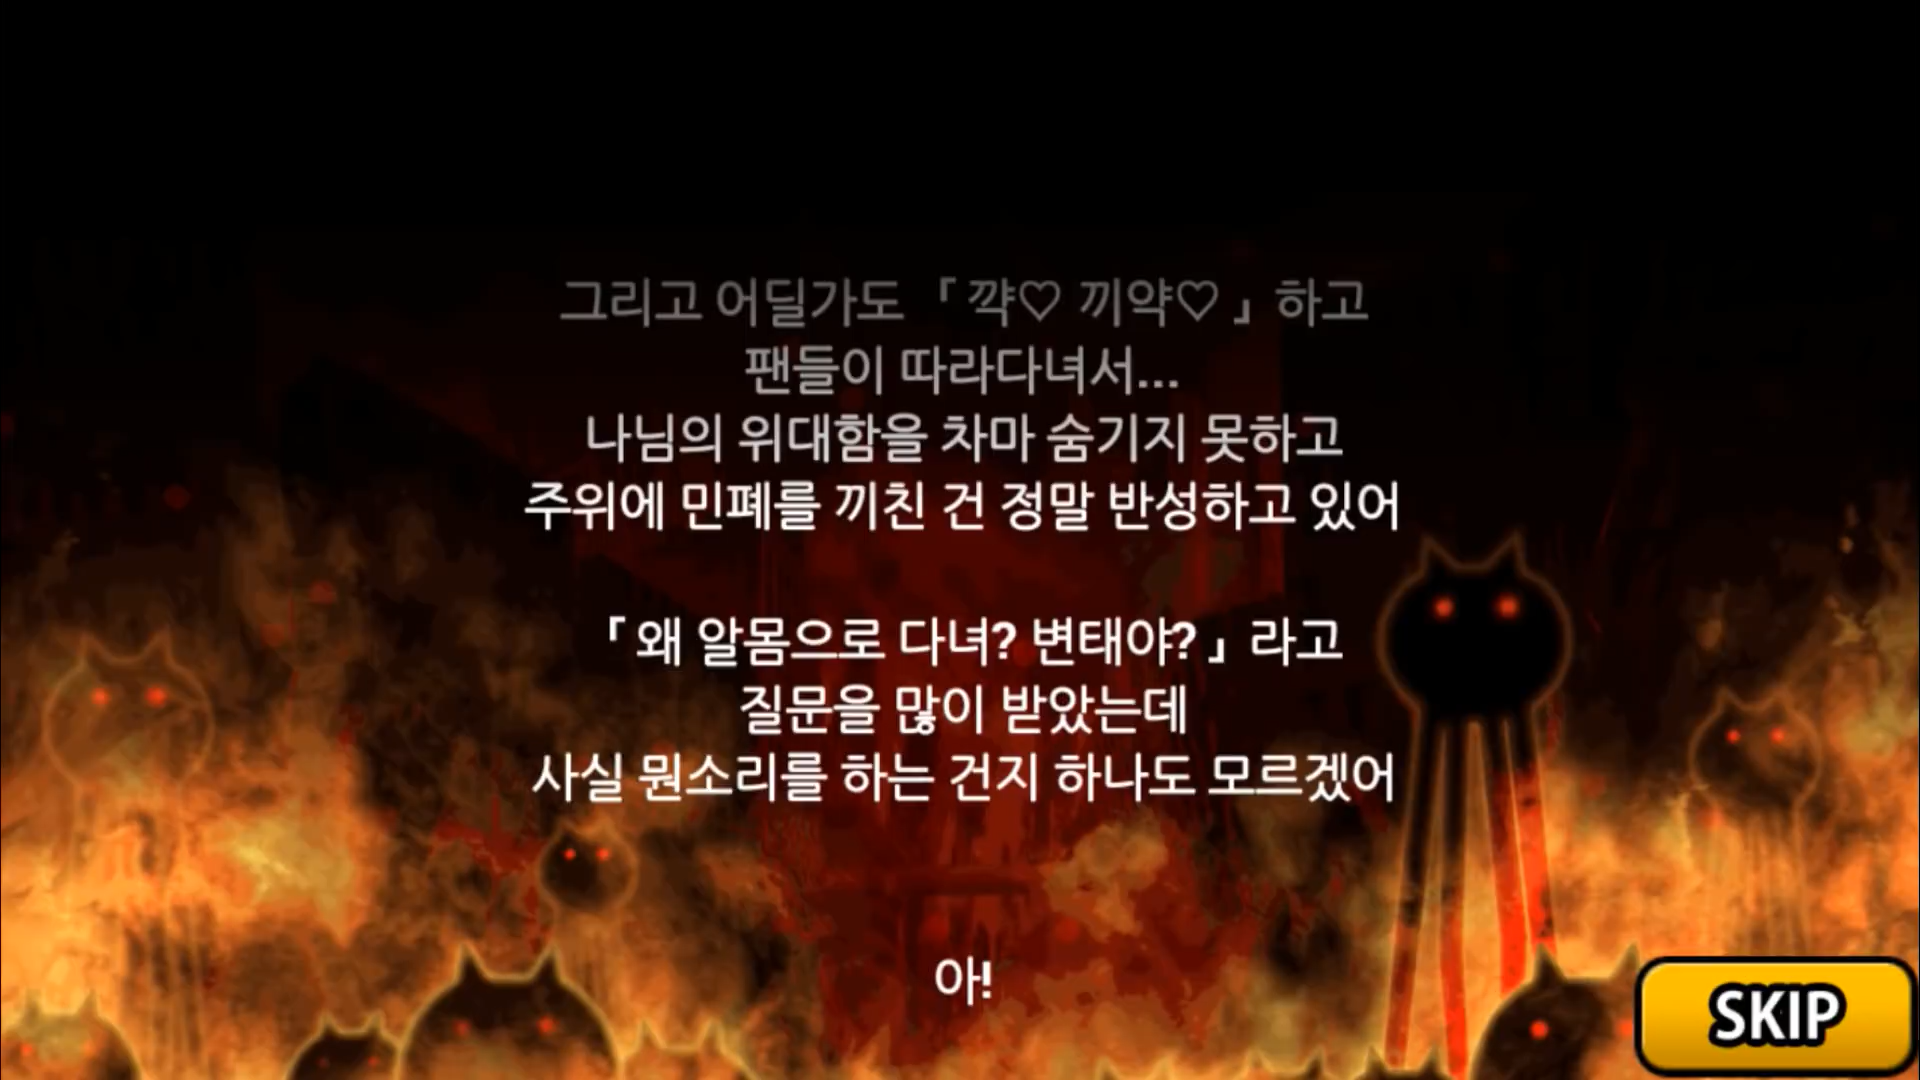 그리고 어딜가도 「꺅♡ 끼약♡」하고
팬들이 따라다녀서...
나님의 위대함을 차마 숨기지 못하고
주위에 민폐를 끼친 건 정말 반성하고 있어
「왜 알몸으로 다녀? 변태야?」라고
질문을 많이 받았는데
사실 뭔소리를 하는 건지 하나도 모르겠어
아!
SKIP